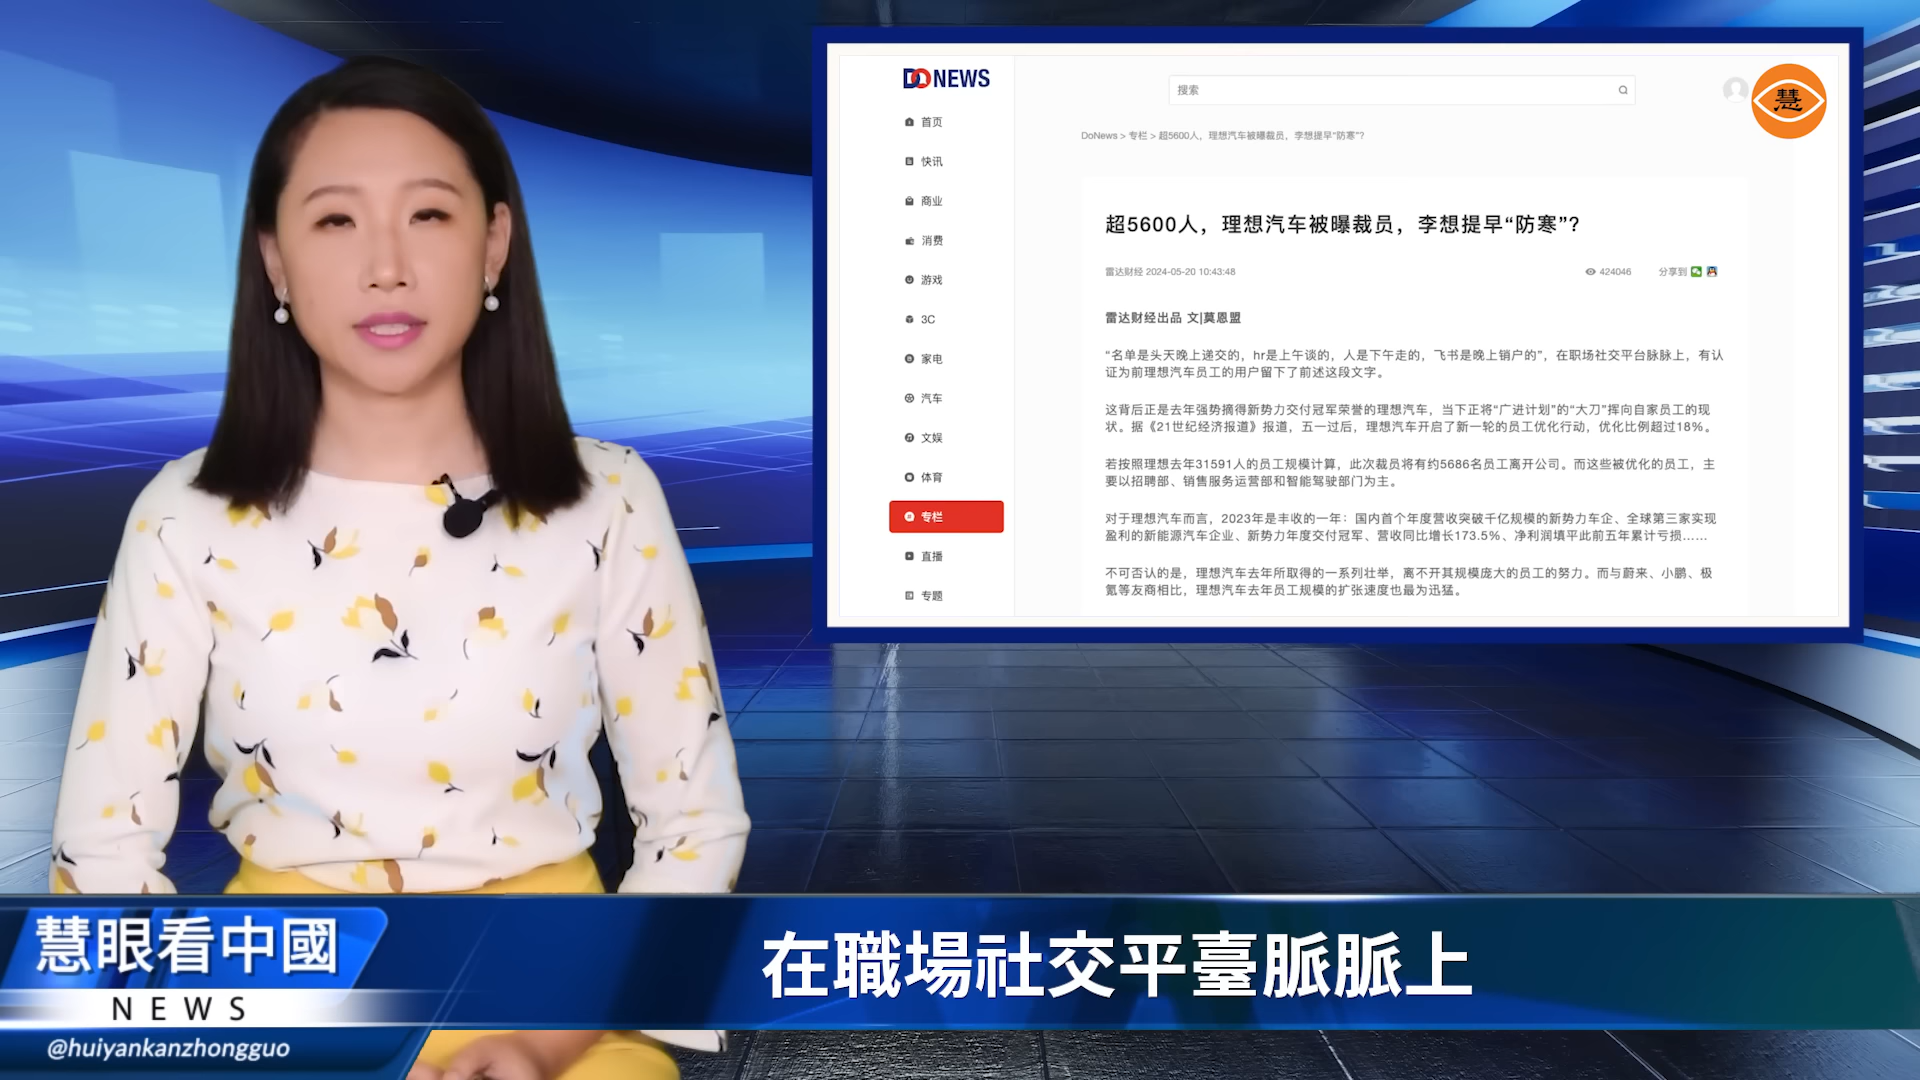 DONEWS
搜索
慧
首页
快讯
商业
消费
游戏
3C
家电
汽车
文娱
体育
专栏
直播
专题
DoNews > 专栏 > 超5600人，理想汽车被曝裁员，李想提早“防寒”？
超5600人，理想汽车被曝裁员，李想提早“防寒”？
雷达财经 2024-05-20 10:43:48
424046
分享到
雷达财经出品 文|莫恩盟
“名单是头天晚上递交的，hr是上午谈的，人是下午走的，飞书是晚上销户的”，在职场社交平台脉脉上，有认
证为前理想汽车员工的用户留下了前述这段文字。
这背后正是去年强势摘得新势力交付冠军荣誉的理想汽车，当下正将“广进计划”的“大刀”挥向自家员工的现
状。据《21世纪经济报道》报道，五一过后，理想汽车开启了新一轮的员工优化行动，优化比例超过18%。
若按照理想去年31591人的员工规模计算，此次裁员将有约5686名员工离开公司。而这些被优化的员工，主
要以招聘部、销售服务运营部和智能驾驶部门为主。
对于理想汽车而言，2023年是丰收的一年：国内首个年度营收突破千亿规模的新势力车企、全球第三家实现
盈利的新能源汽车企业、新势力年度交付冠军、营收同比增长173.5%、净利润填平此前五年累计亏损……
不可否认的是，理想汽车去年所取得的一系列壮举，离不开其规模庞大的员工的努力。而与蔚来、小鹏、极
氪等友商相比，理想汽车去年员工规模的扩张速度也最为迅猛。
慧眼看中國
NEWS
@huiyankanzhongguo
在職場社交平臺脈脈上